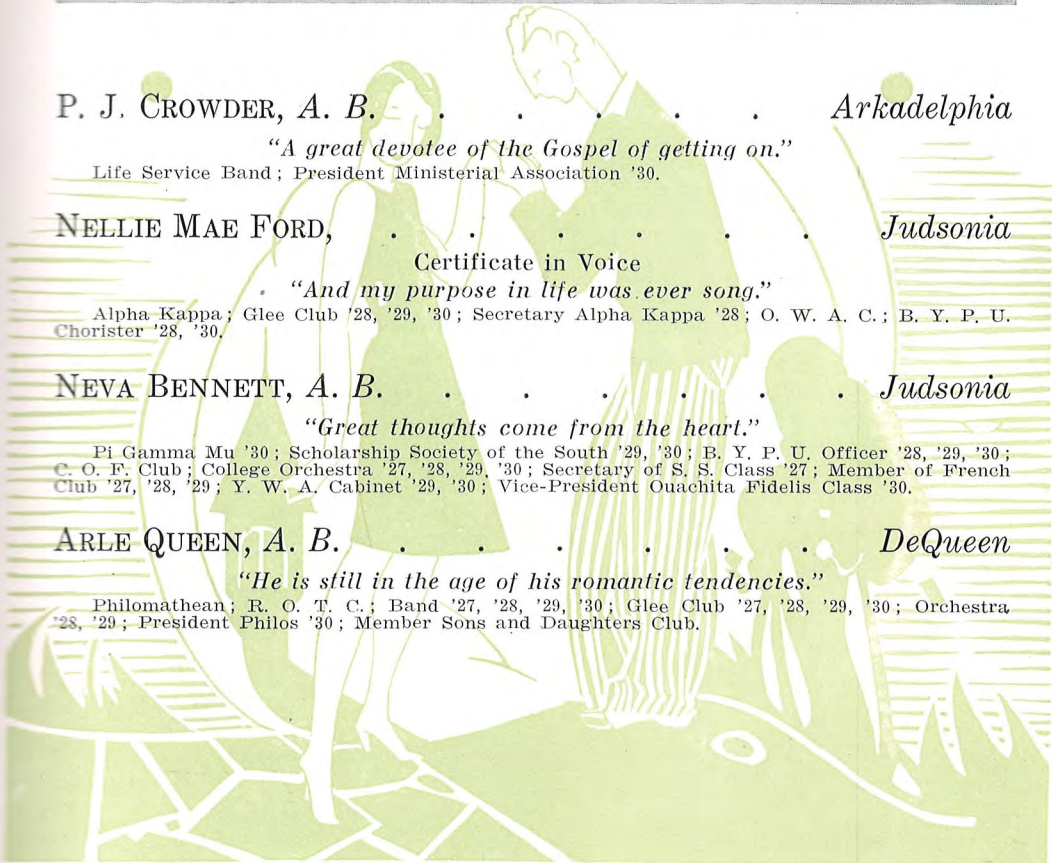 P. J. CROWDER, A. B. . . . . . Arkadelphia
"A great devotee of the Gospel of getting on."
Life Service Band; President Ministerial Association '30.
NELLIE MAE FORD, . . . . . . Judsonia
Certificate in Voice
"And my purpose in life was ever song."
Alpha Kappa; Glee Club '28, '29, '30; Secretary Alpha Kappa '28; O. W. A. C.; B. Y. P. U.
Chorister '28, '30.
NEVA BENNETT, A. B. . . . . . . Judsonia
"Great thoughts come from the heart."
Pi Gamma Mu '30; Scholarship Society of the South '29, '30; B. Y. P. U. Officer '28, '29, '30;
C. O. F. Club; College Orchestra '27, '28, '29, '30; Secretary of S. S. Class '27; Member of French
Club '27, '28, '29; Y. W. A. Cabinet '29, '30; Vice-President Ouachita Fidelis Class '30.
ARLE QUEEN, A. B. . . . . . . DeQueen
"He is still in the age of his romantic tendencies."
Philomathean; R. O. T. C.; Band '27, '28, '29, '30; Glee Club '27, '28, '29, '30; Orchestra
'28, '29; President Philos '30; Member Sons and Daughters Club.